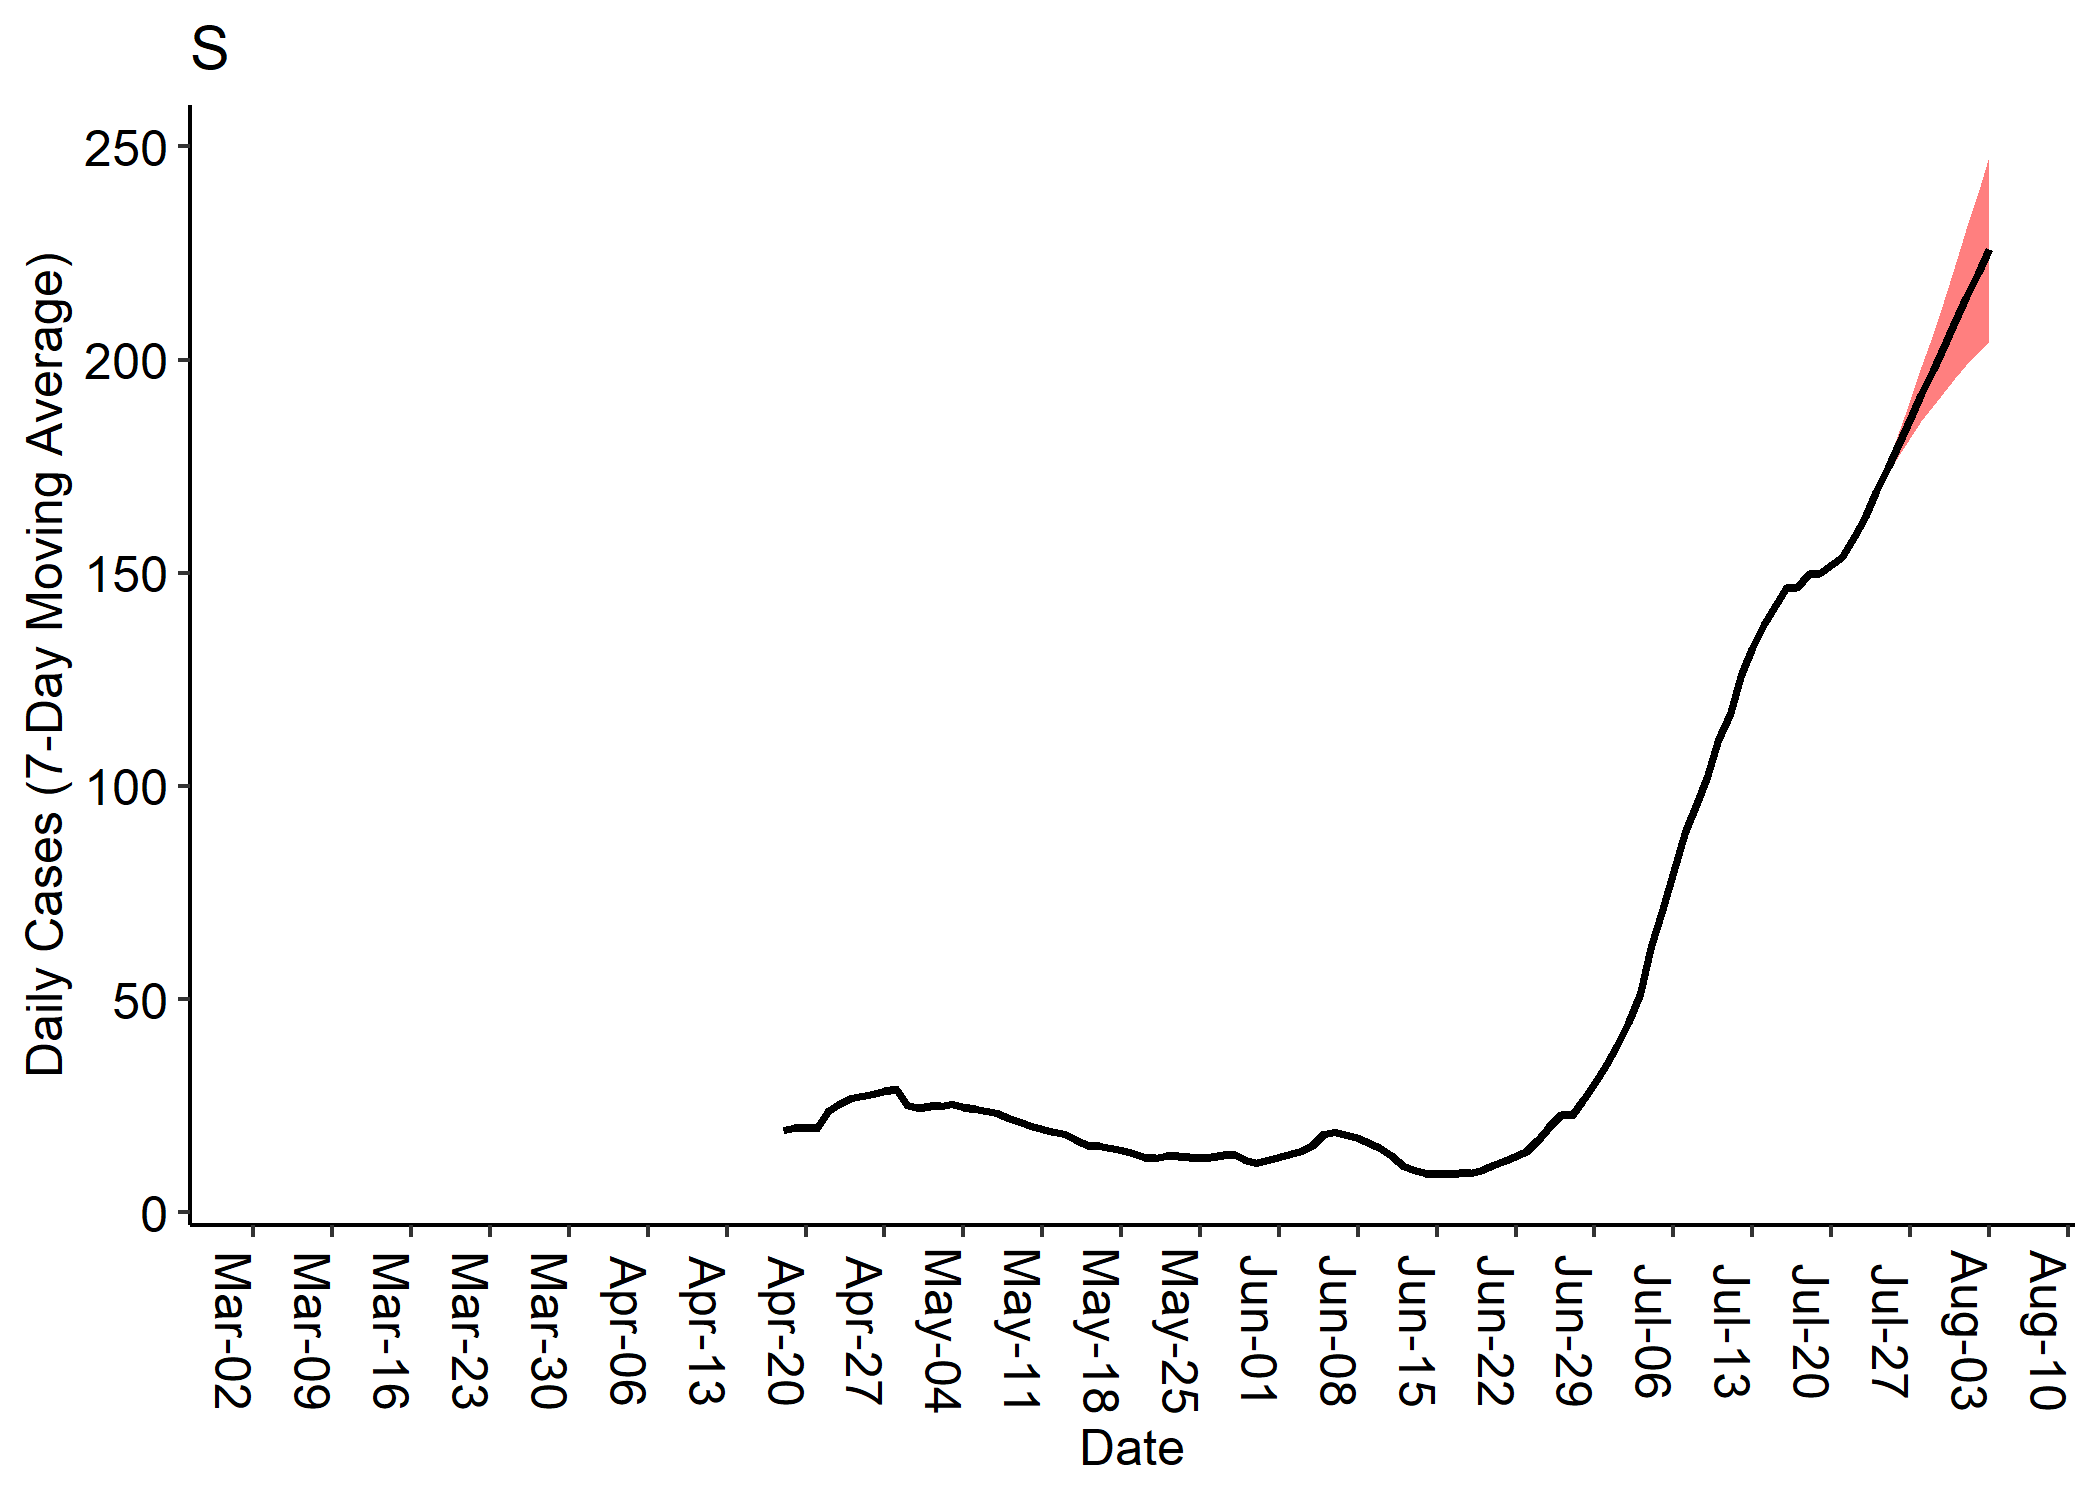 S
Daily Cases (7-Day Moving Average)
250
200
150
100
50
0
Mar-02
Mar-09
Mar-16
Mar-23
Mar-30
Apr-06
Apr-13
Apr-20
Apr-27
May-04
May-11
May-18
May-25
Jun-01
Jun-08
Jun-15
Jun-22
Jun-29
Jul-06
Jul-13
Jul-20
Jul-27
Aug-03
Aug-10
Date